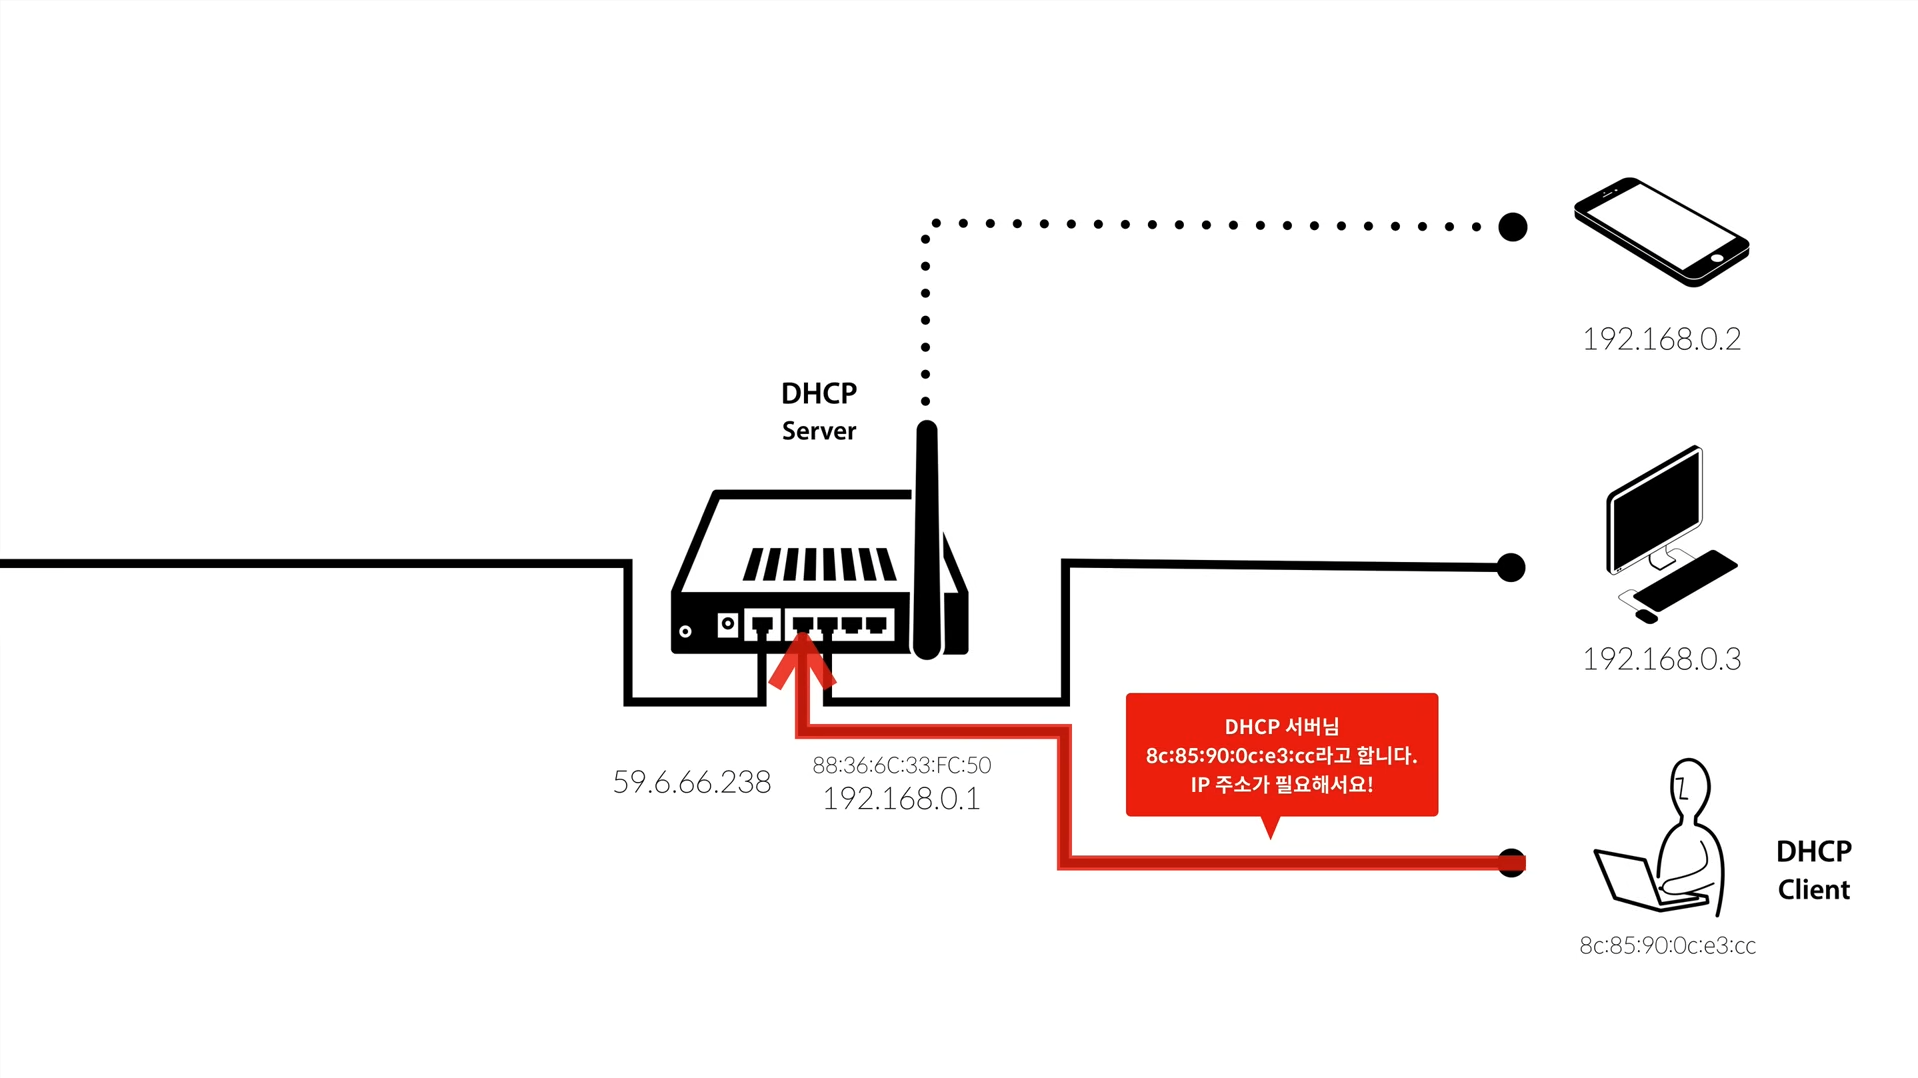 192.168.0.2
DHCP
Server
192.168.0.3
DHCP 서버님
8c:85:90:0c:e3:cc라고 합니다.
IP 주소가 필요해서요!
59.6.66.238
88:36:6C:33:FC:50
192.168.0.1
DHCP
Client
8c:85:90:0c:e3:cc